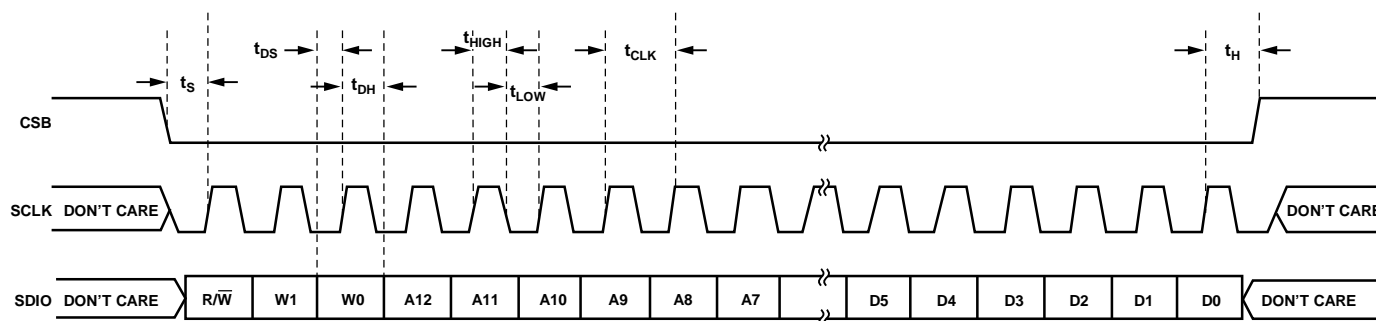 tDS
tHIGH
tCLK
tH
tS
tDH
tLOW
CSB
SCLK DON'T CARE DON'T CARE
SDIO DON'T CARE R/W̅ W1 W0 A12 A11 A10 A9 A8 A7 D5 D4 D3 D2 D1 D0 DON'T CARE